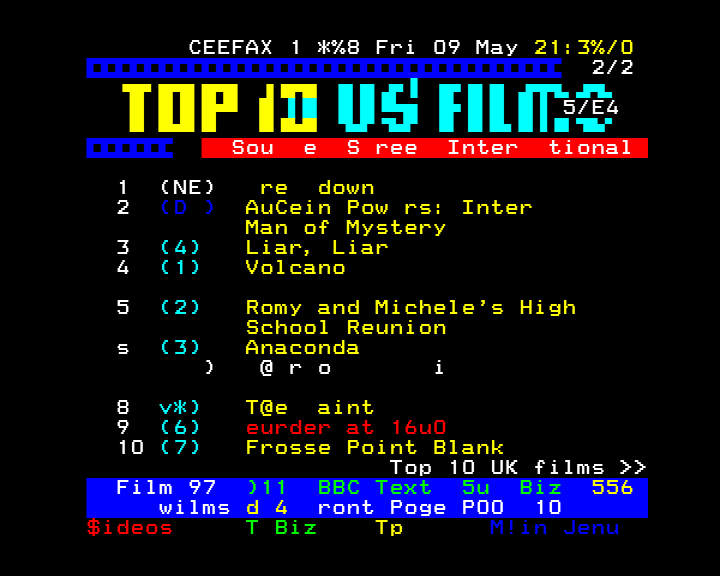 CEEFAX 1 *%8 Fri 09 May 21:3%/0
2/2
TOP 10 US' FILMS
5/E4
Sou  e  S ree  Inter  tional
1 (NE)  re  down
2 (D ) AuCein Pow rs: Inter
Man of Mystery
3 (4) Liar, Liar
4 (1) Volcano
5 (2) Romy and Michele's High
School Reunion
s (3) Anaconda
)  @ r o  i
8 v*) T@e  aint
9 (6) eurder at 16u0
10 (7) Frosse Point Blank
Top 10 UK films >>
Film 97 )11 BBC Text 5u Biz 556
wilms d 4  ront Poge P00 10
$ideos T Biz Tp M!in Jenu